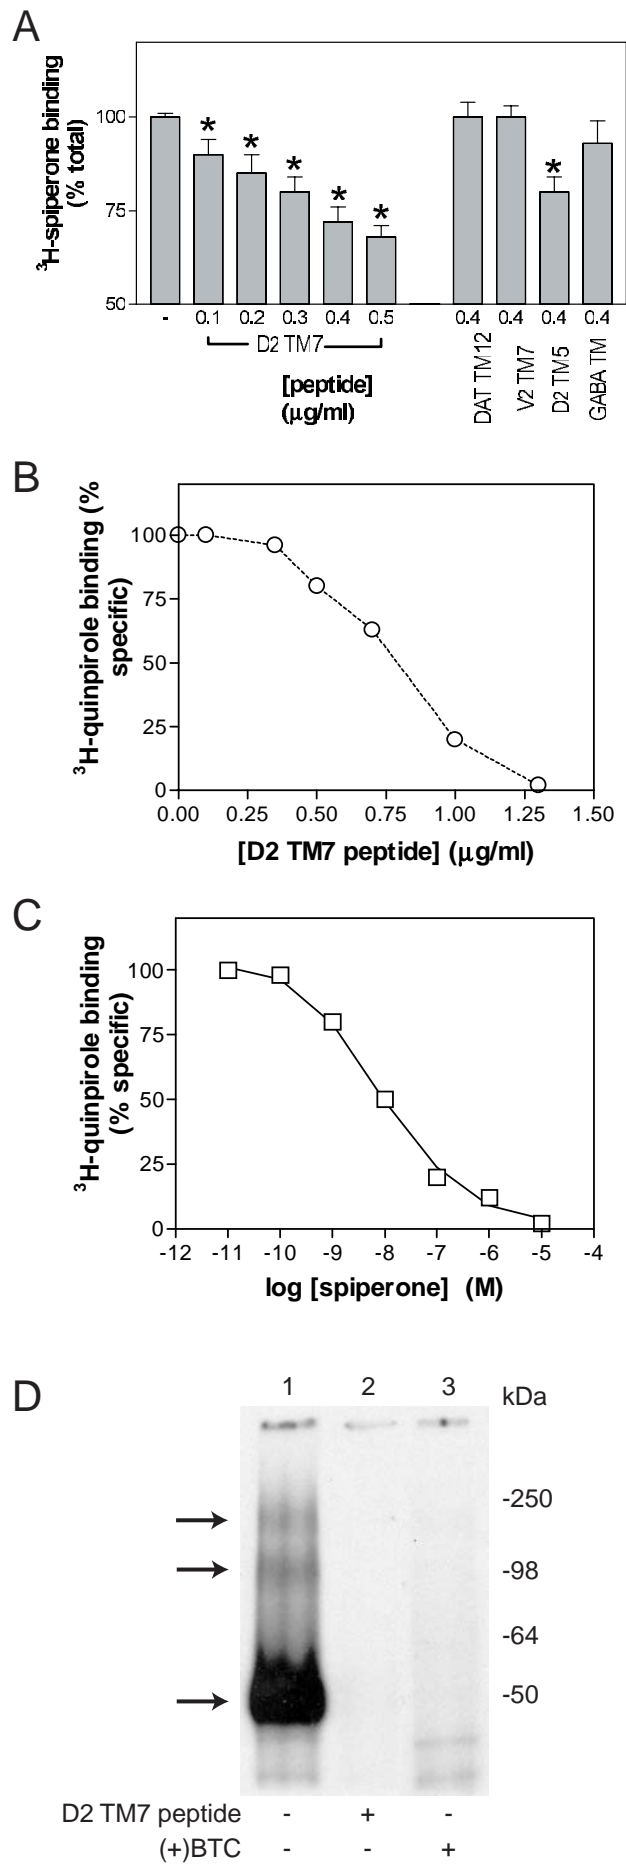 A
³H-spiperone binding
(% total)
100
75
50
* * * * * *
- 0.1 0.2 0.3 0.4 0.5 0.4 0.4 0.4 0.4
D2 TM7
[peptide]
(μg/ml)
DAT TM12
V2 TM7
D2 TM5
GABA TM
B
³H-quinpirole binding (%
specific)
100
75
50
25
0
0.00 0.25 0.50 0.75 1.00 1.25 1.50
[D2 TM7 peptide] (μg/ml)
C
³H-quinpirole binding
(% specific)
100
75
50
25
0
-12 -11 -10 -9 -8 -7 -6 -5 -4
log [spiperone] (M)
D
1 2 3 kDa
-250
-98
-64
-50
D2 TM7 peptide - + -
(+)BTC - - +